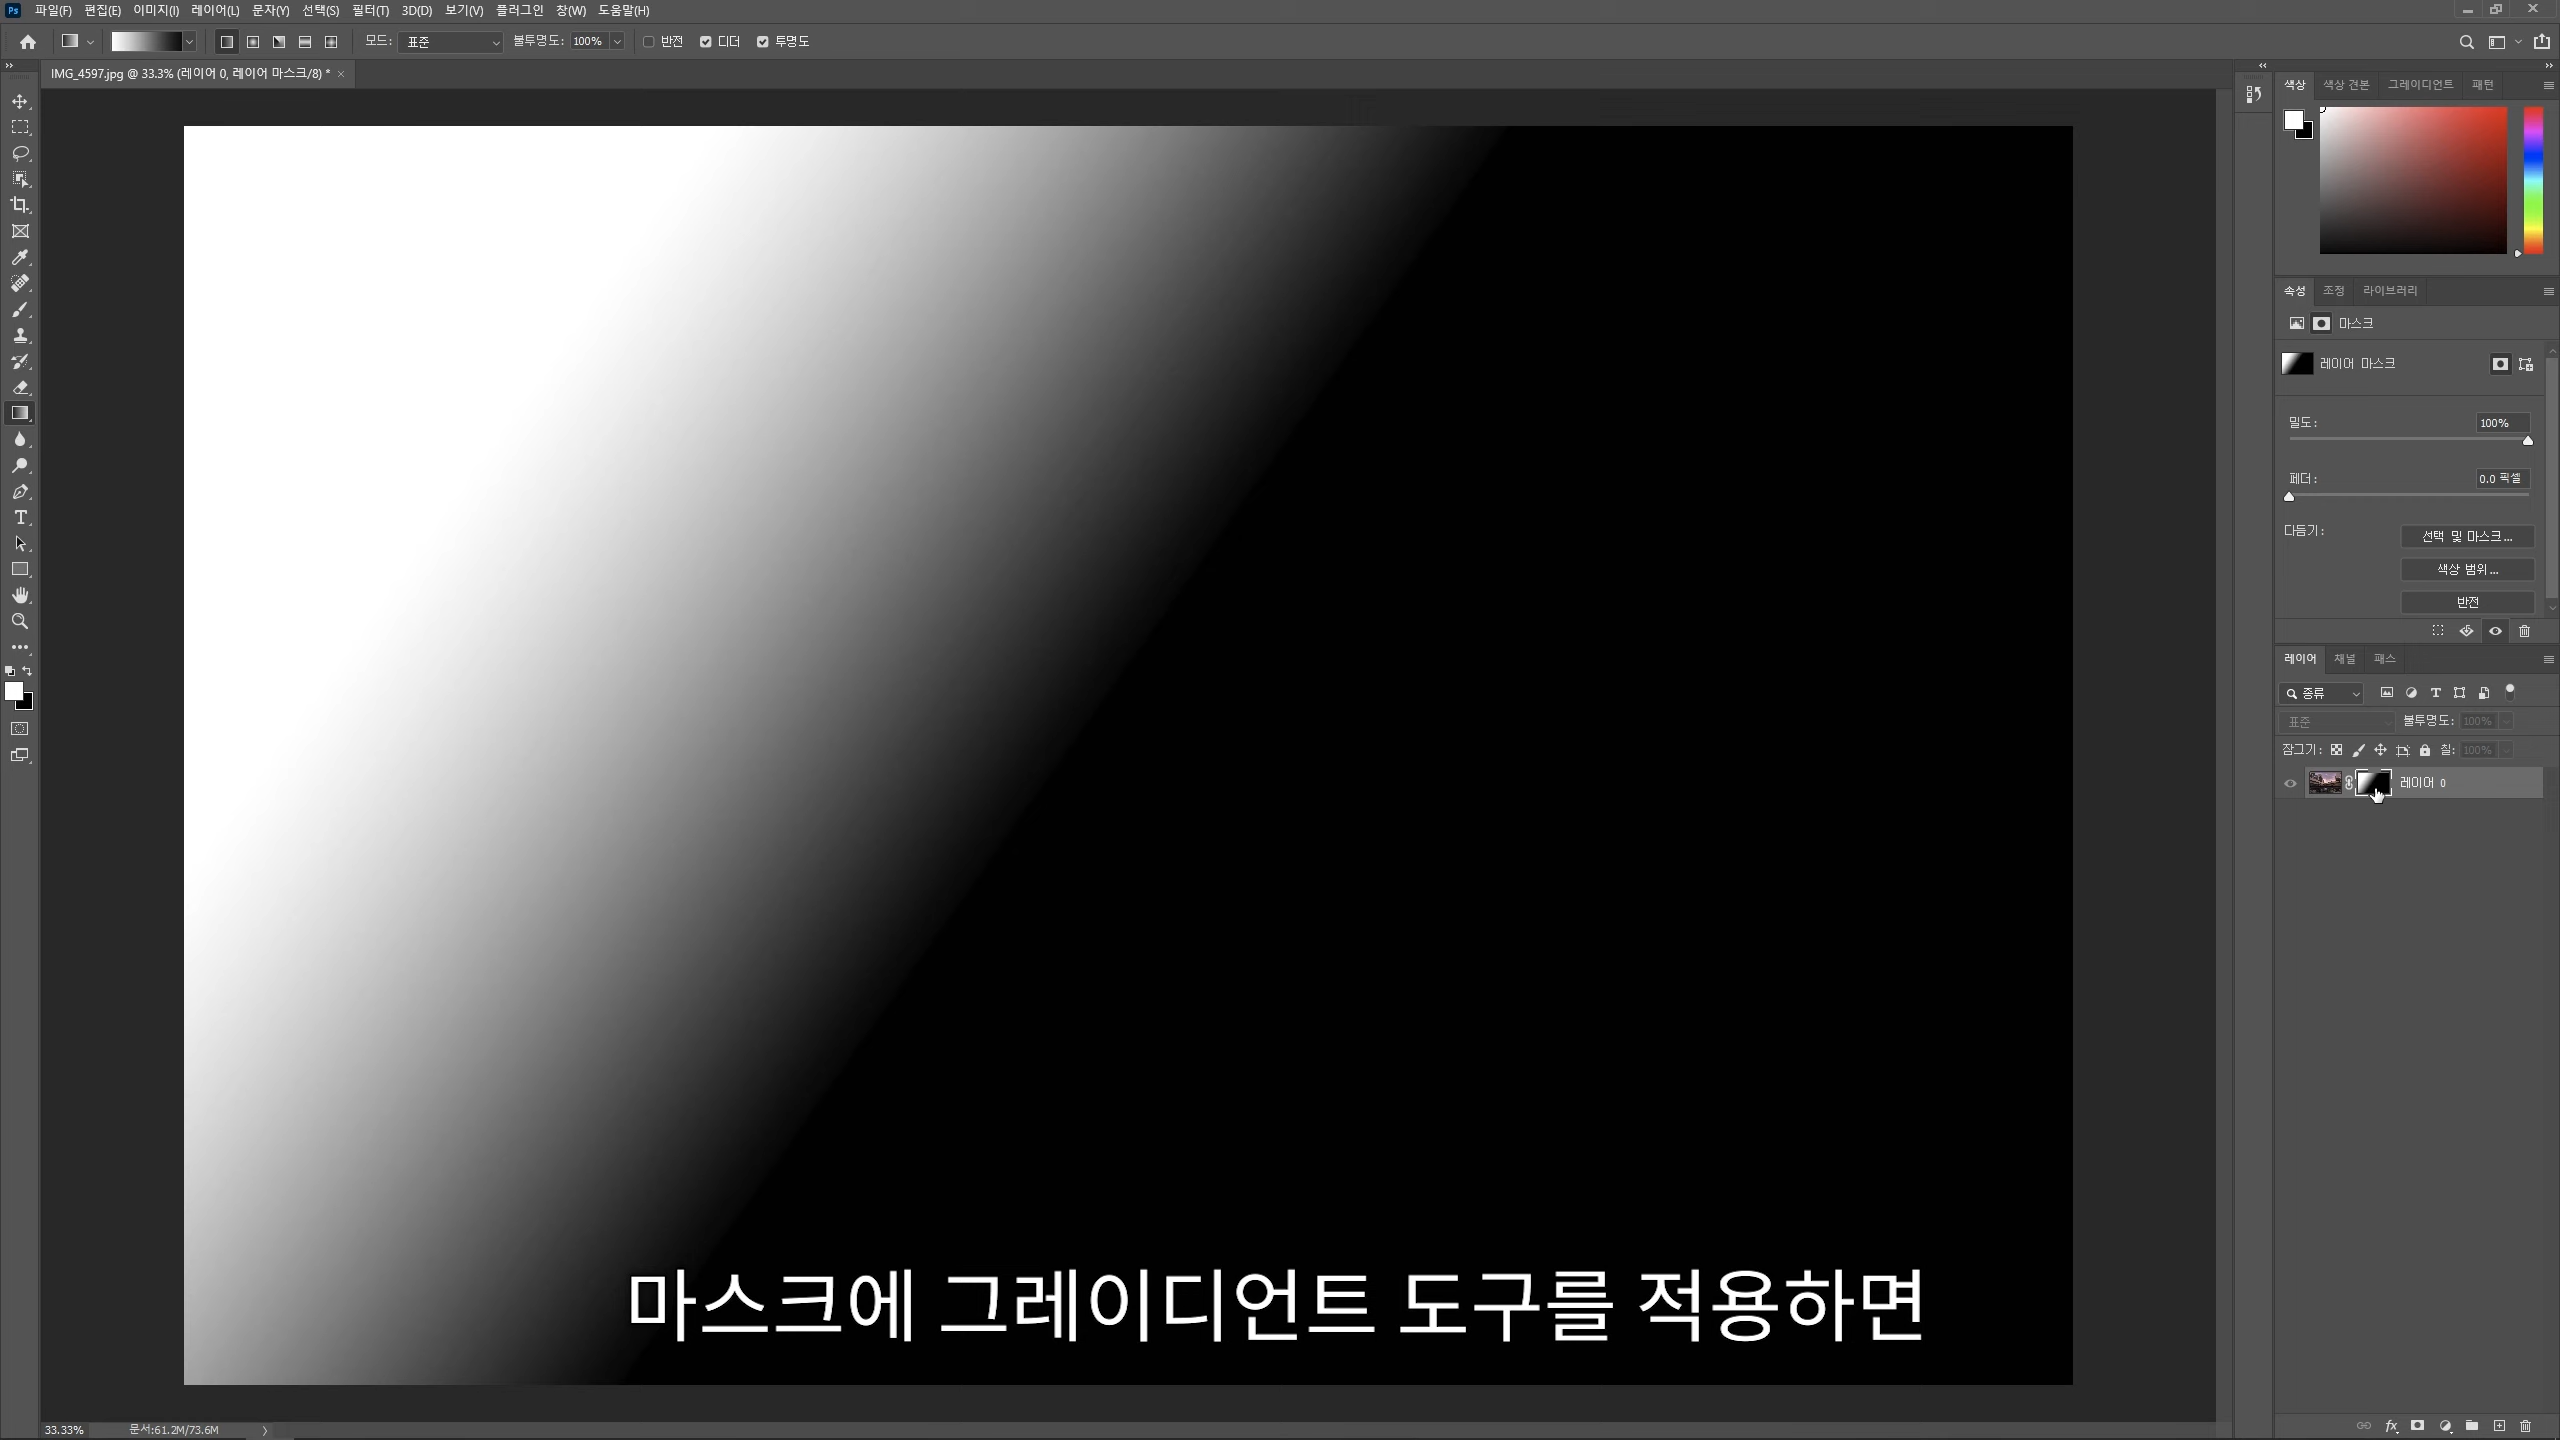 Ps 파일(F) 편집(E) 이미지(I) 레이어(L) 문자(Y) 선택(S) 필터(T) 3D(D) 보기(V) 플러그인 창(W) 도움말(H)
모드: 표준 불투명도: 100% 반전 디더 투명도
IMG_4597.jpg @ 33.3% (레이어 0, 레이어 마스크/8) *
색상 색상 견본 그레이디언트 패턴
속성 조정 라이브러리
마스크
레이어 마스크
밀도: 100%
페더: 0.0 픽셀
다듬기: 선택 및 마스크...
색상 범위...
반전
레이어 채널 패스
종류
표준 불투명도: 100%
잠그기: 칠: 100%
레이어 0
마스크에 그레이디언트 도구를 적용하면
33.33% 문서:61.2M/73.6M
fx